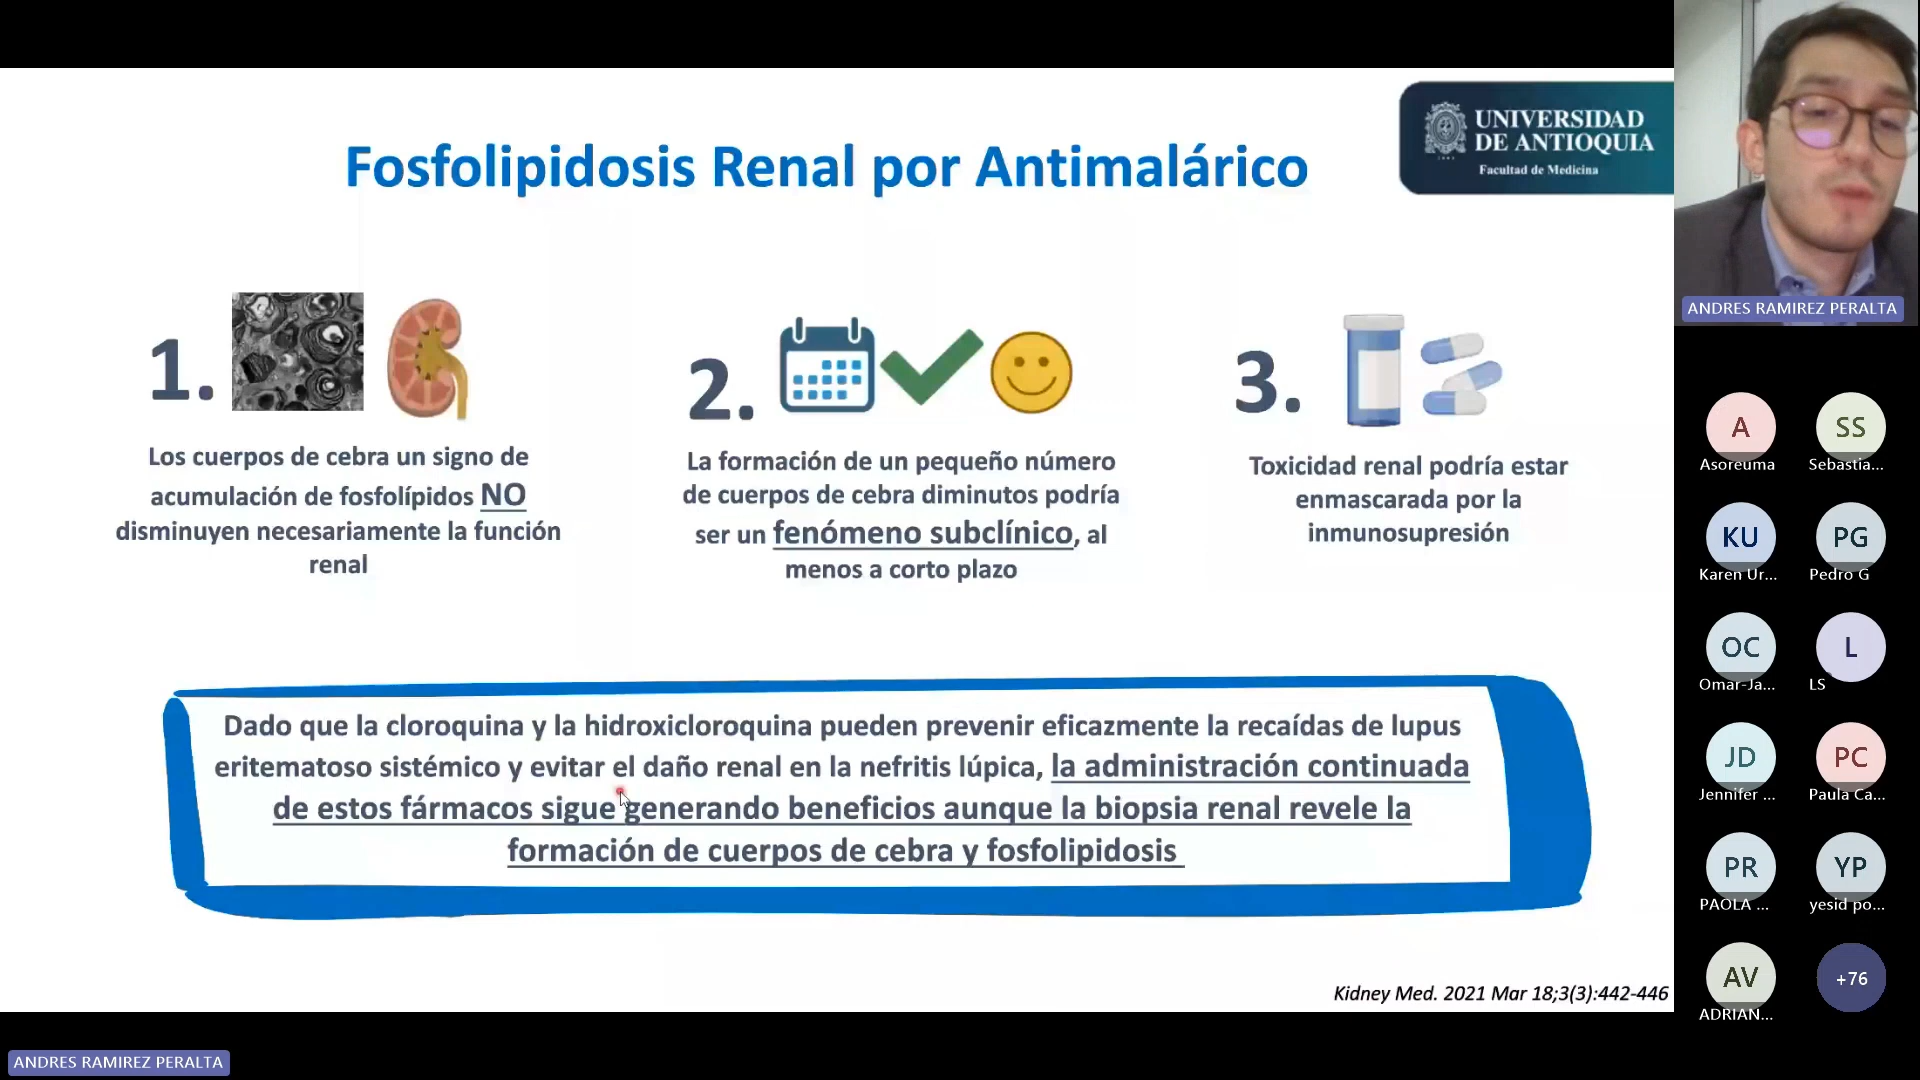 Fosfolipidosis Renal por Antimalárico
UNIVERSIDAD
DE ANTIOQUIA
1803
Facultad de Medicina
1.
Los cuerpos de cebra un signo de
acumulación de fosfolípidos NO
disminuyen necesariamente la función
renal
2.
La formación de un pequeño número
de cuerpos de cebra diminutos podría
ser un fenómeno subclínico, al
menos a corto plazo
3.
Toxicidad renal podría estar
enmascarada por la
inmunosupresión
Dado que la cloroquina y la hidroxicloroquina pueden prevenir eficazmente la recaídas de lupus
eritematoso sistémico y evitar el daño renal en la nefritis lúpica, la administración continuada
de estos fármacos sigue generando beneficios aunque la biopsia renal revele la
formación de cuerpos de cebra y fosfolipidosis
Kidney Med. 2021 Mar 18;3(3):442-446
ANDRES RAMIREZ PERALTA
A
Asoreuma
SS
Sebastia...
KU
Karen Ur...
PG
Pedro G
OC
Omar-Ja...
L
LS
JD
Jennifer ...
PC
Paula Ca...
PR
PAOLA ...
YP
yesid po...
AV
ADRIAN...
+76
ANDRES RAMIREZ PERALTA